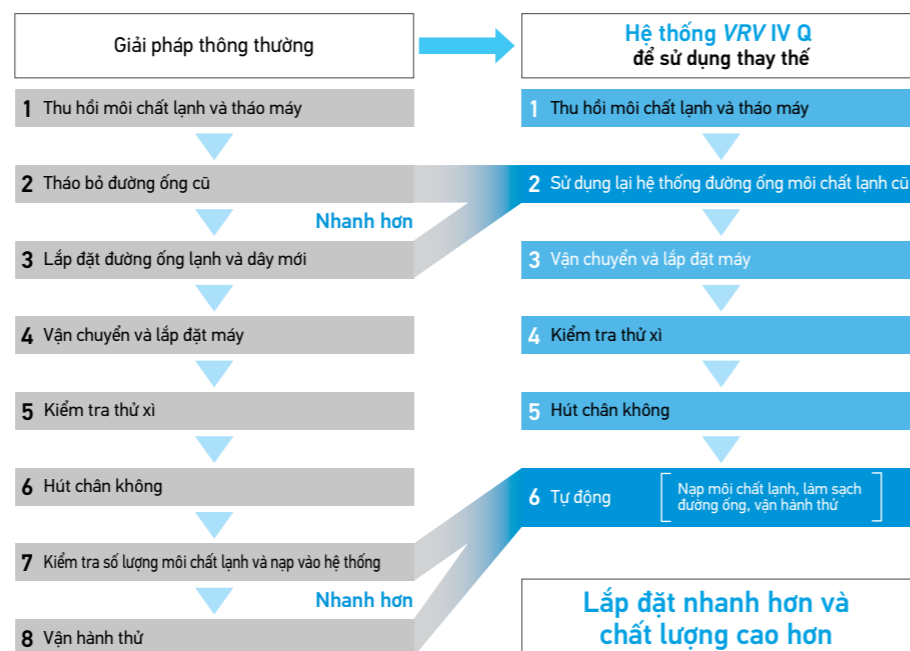 Giải pháp thông thường
1 Thu hồi môi chất lạnh và tháo máy
2 Tháo bỏ đường ống cũ
Nhanh hơn
3 Lắp đặt đường ống lạnh và dây mới
4 Vận chuyển và lắp đặt máy
5 Kiểm tra thử xì
6 Hút chân không
7 Kiểm tra số lượng môi chất lạnh và nạp vào hệ thống
Nhanh hơn
8 Vận hành thử
Hệ thống VRV IV Q
để sử dụng thay thế
1 Thu hồi môi chất lạnh và tháo máy
2 Sử dụng lại hệ thống đường ống môi chất lạnh cũ
3 Vận chuyển và lắp đặt máy
4 Kiểm tra thử xì
5 Hút chân không
6 Tự động
Nạp môi chất lạnh, làm sạch
đường ống, vận hành thử
Lắp đặt nhanh hơn và
chất lượng cao hơn